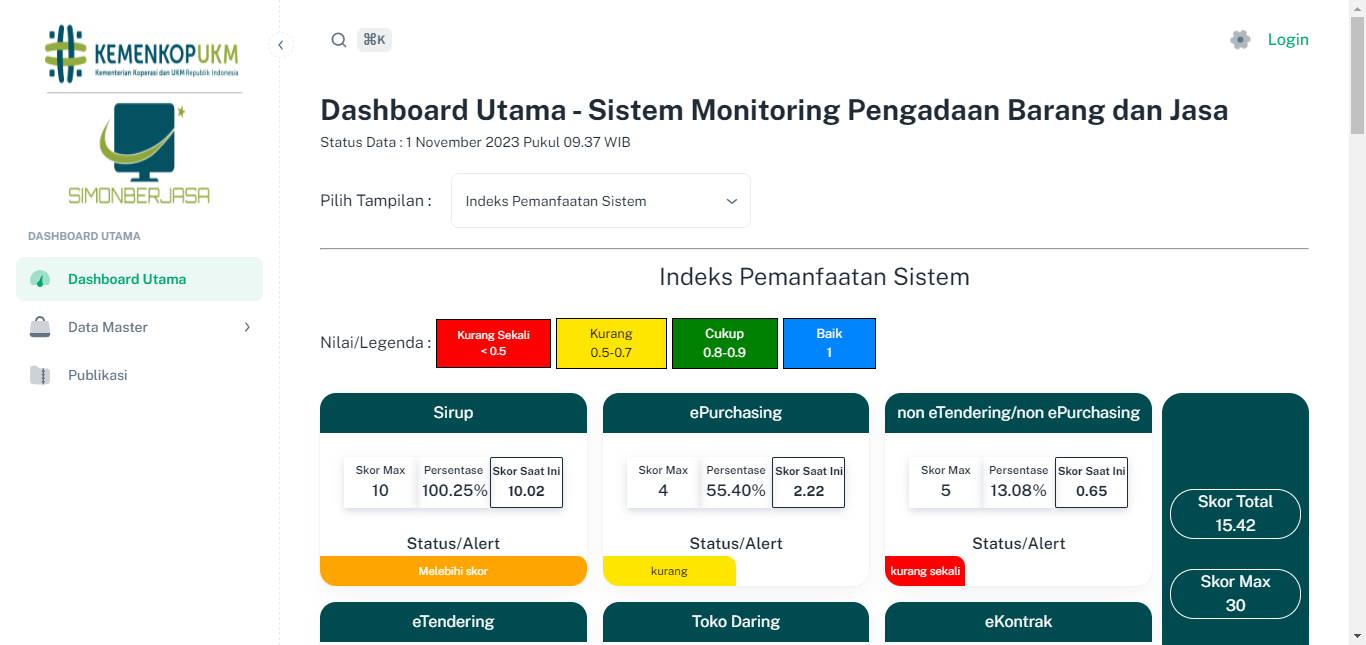 KEMENKOPUKM
Kementerian Koperasi dan UKM Republik Indonesia
SIMONBERJASA
DASHBOARD UTAMA
Dashboard Utama
Data Master
Publikasi
⌘K
Login
Dashboard Utama - Sistem Monitoring Pengadaan Barang dan Jasa
Status Data : 1 November 2023 Pukul 09.37 WIB
Pilih Tampilan :
Indeks Pemanfaatan Sistem
Indeks Pemanfaatan Sistem
Nilai/Legenda :
Kurang Sekali
< 0.5
Kurang
0.5-0.7
Cukup
0.8-0.9
Baik
1
Sirup
Skor Max
10
Persentase
100.25%
Skor Saat Ini
10.02
Status/Alert
Melebihi skor
ePurchasing
Skor Max
4
Persentase
55.40%
Skor Saat Ini
2.22
Status/Alert
kurang
non eTendering/non ePurchasing
Skor Max
5
Persentase
13.08%
Skor Saat Ini
0.65
Status/Alert
kurang sekali
Skor Total
15.42
Skor Max
30
eTendering
Toko Daring
eKontrak